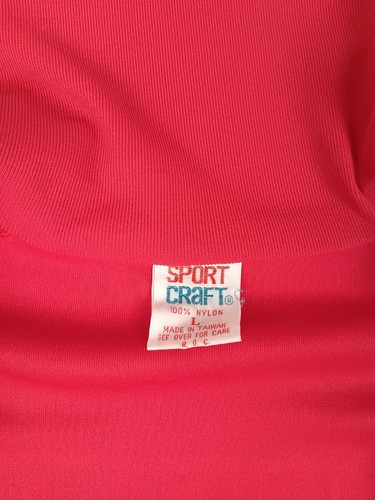 SPORT
CRAFT®
100% NYLON
L
MADE IN TAIWAN
SEE OVER FOR CARE
R.O.C.